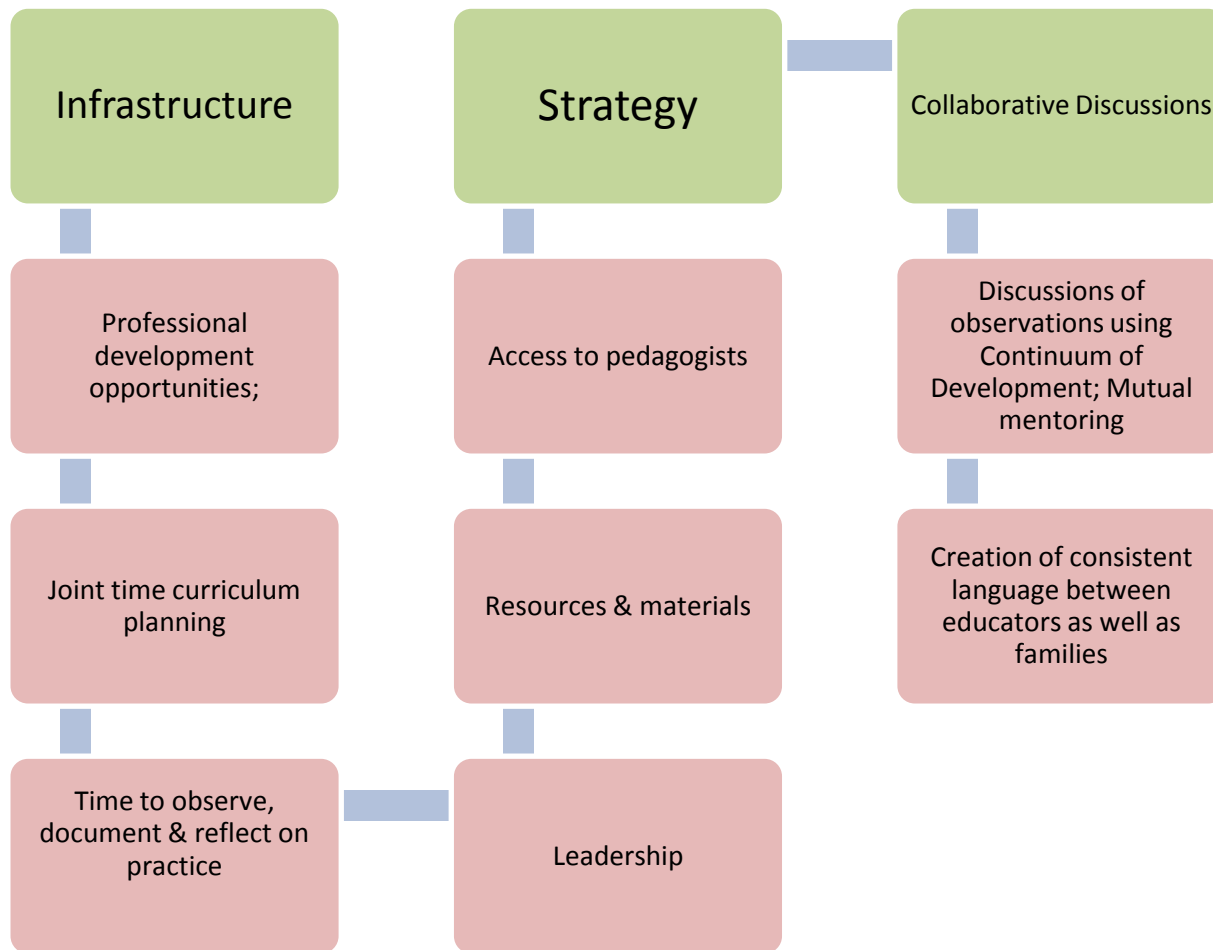 Infrastructure
Professional
development
opportunities;
Joint time curriculum
planning
Time to observe,
document & reflect on
practice
Strategy
Access to pedagogists
Resources & materials
Leadership
Collaborative Discussions
Discussions of
observations using
Continuum of
Development; Mutual
mentoring
Creation of consistent
language between
educators as well as
families